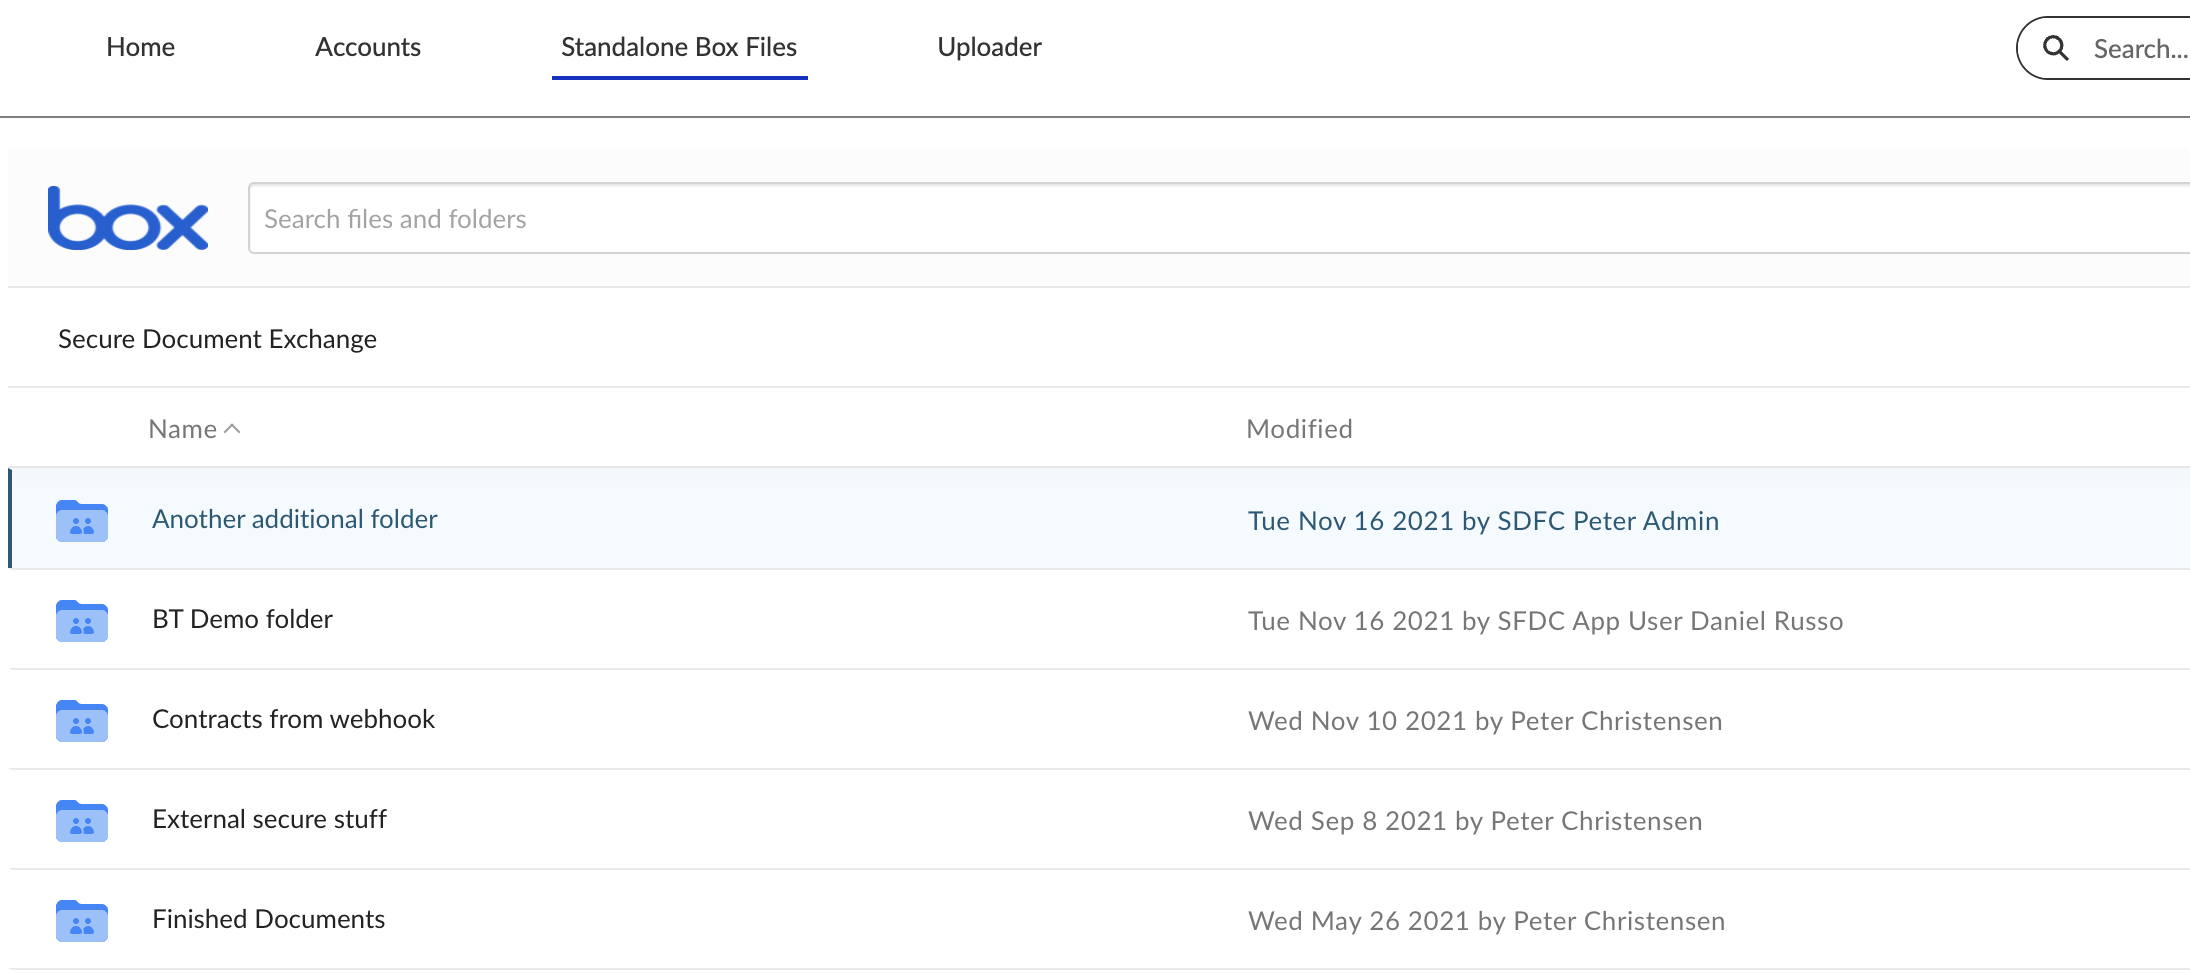 Home Accounts Standalone Box Files Uploader Search...
box Search files and folders
Secure Document Exchange
Name Modified
Another additional folder Tue Nov 16 2021 by SDFC Peter Admin
BT Demo folder Tue Nov 16 2021 by SFDC App User Daniel Russo
Contracts from webhook Wed Nov 10 2021 by Peter Christensen
External secure stuff Wed Sep 8 2021 by Peter Christensen
Finished Documents Wed May 26 2021 by Peter Christensen